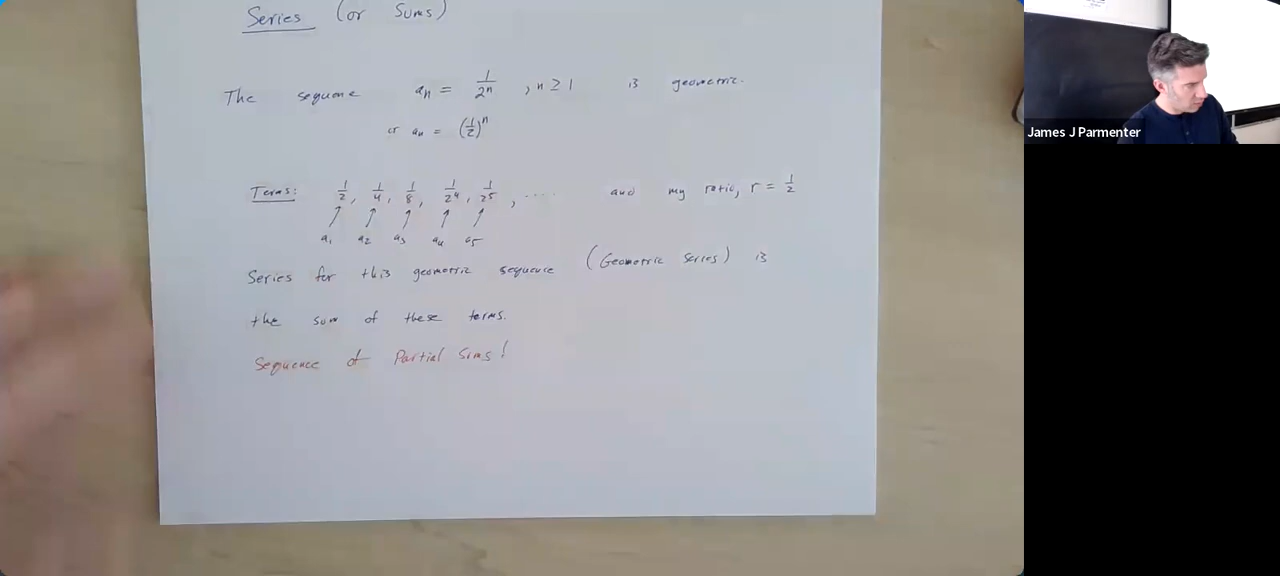 Series (or Sums)
The sequene a_n = 1/2^n , n ≥ 1 is geometric.
or a_n = (1/2)^n
Terms: 1/2, 1/4, 1/8, 1/2^4, 1/2^5, ..... and my ratio, r = 1/2
a_1 a_2 a_3 a_4 a_5
Series for this geometric sequence (Geometric Series) is
the sum of these terms.
Sequence of Partial Sums!
James J Parmenter